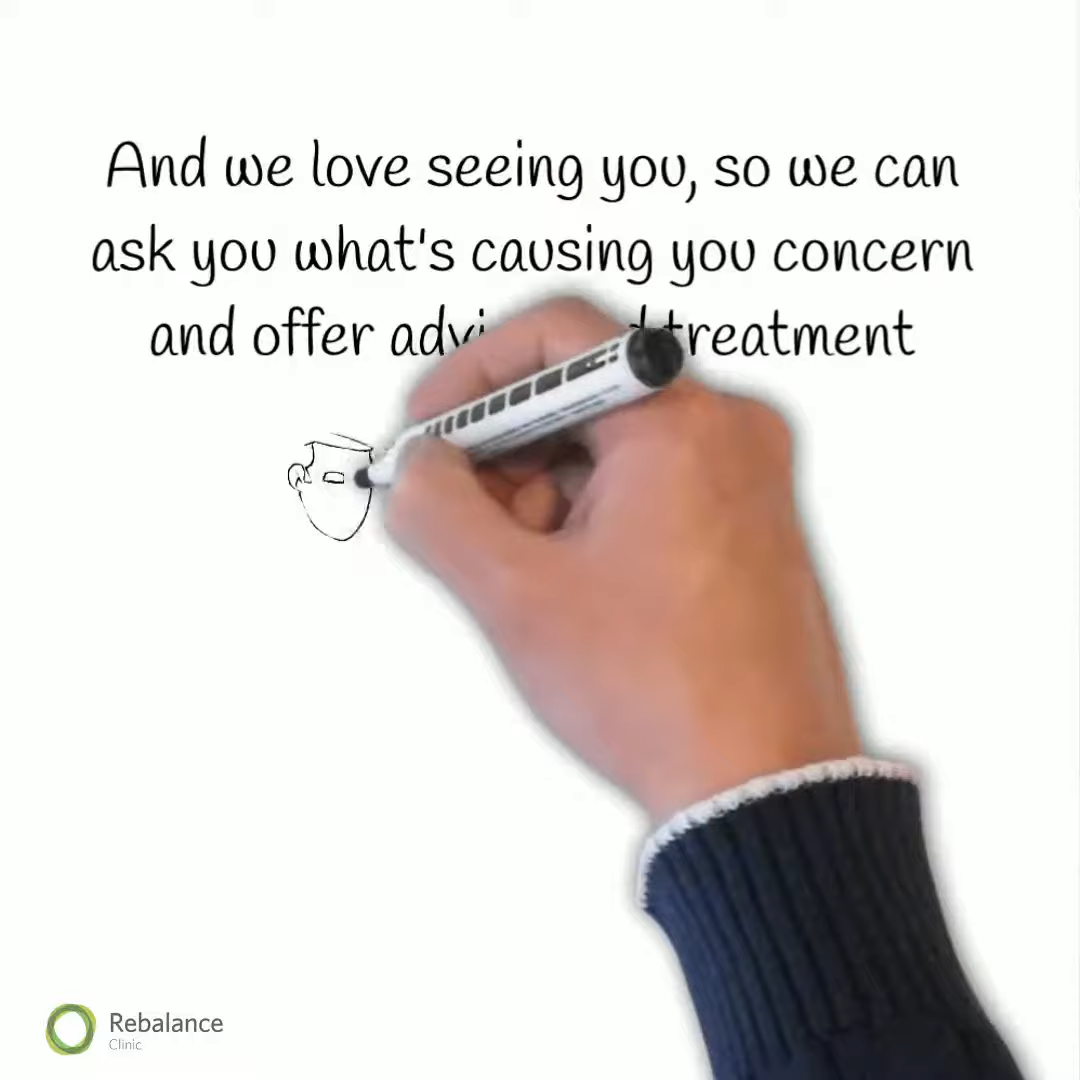 And we love seeing you, so we can
ask you what's causing you concern
and offer treatment
Rebalance
Clinic